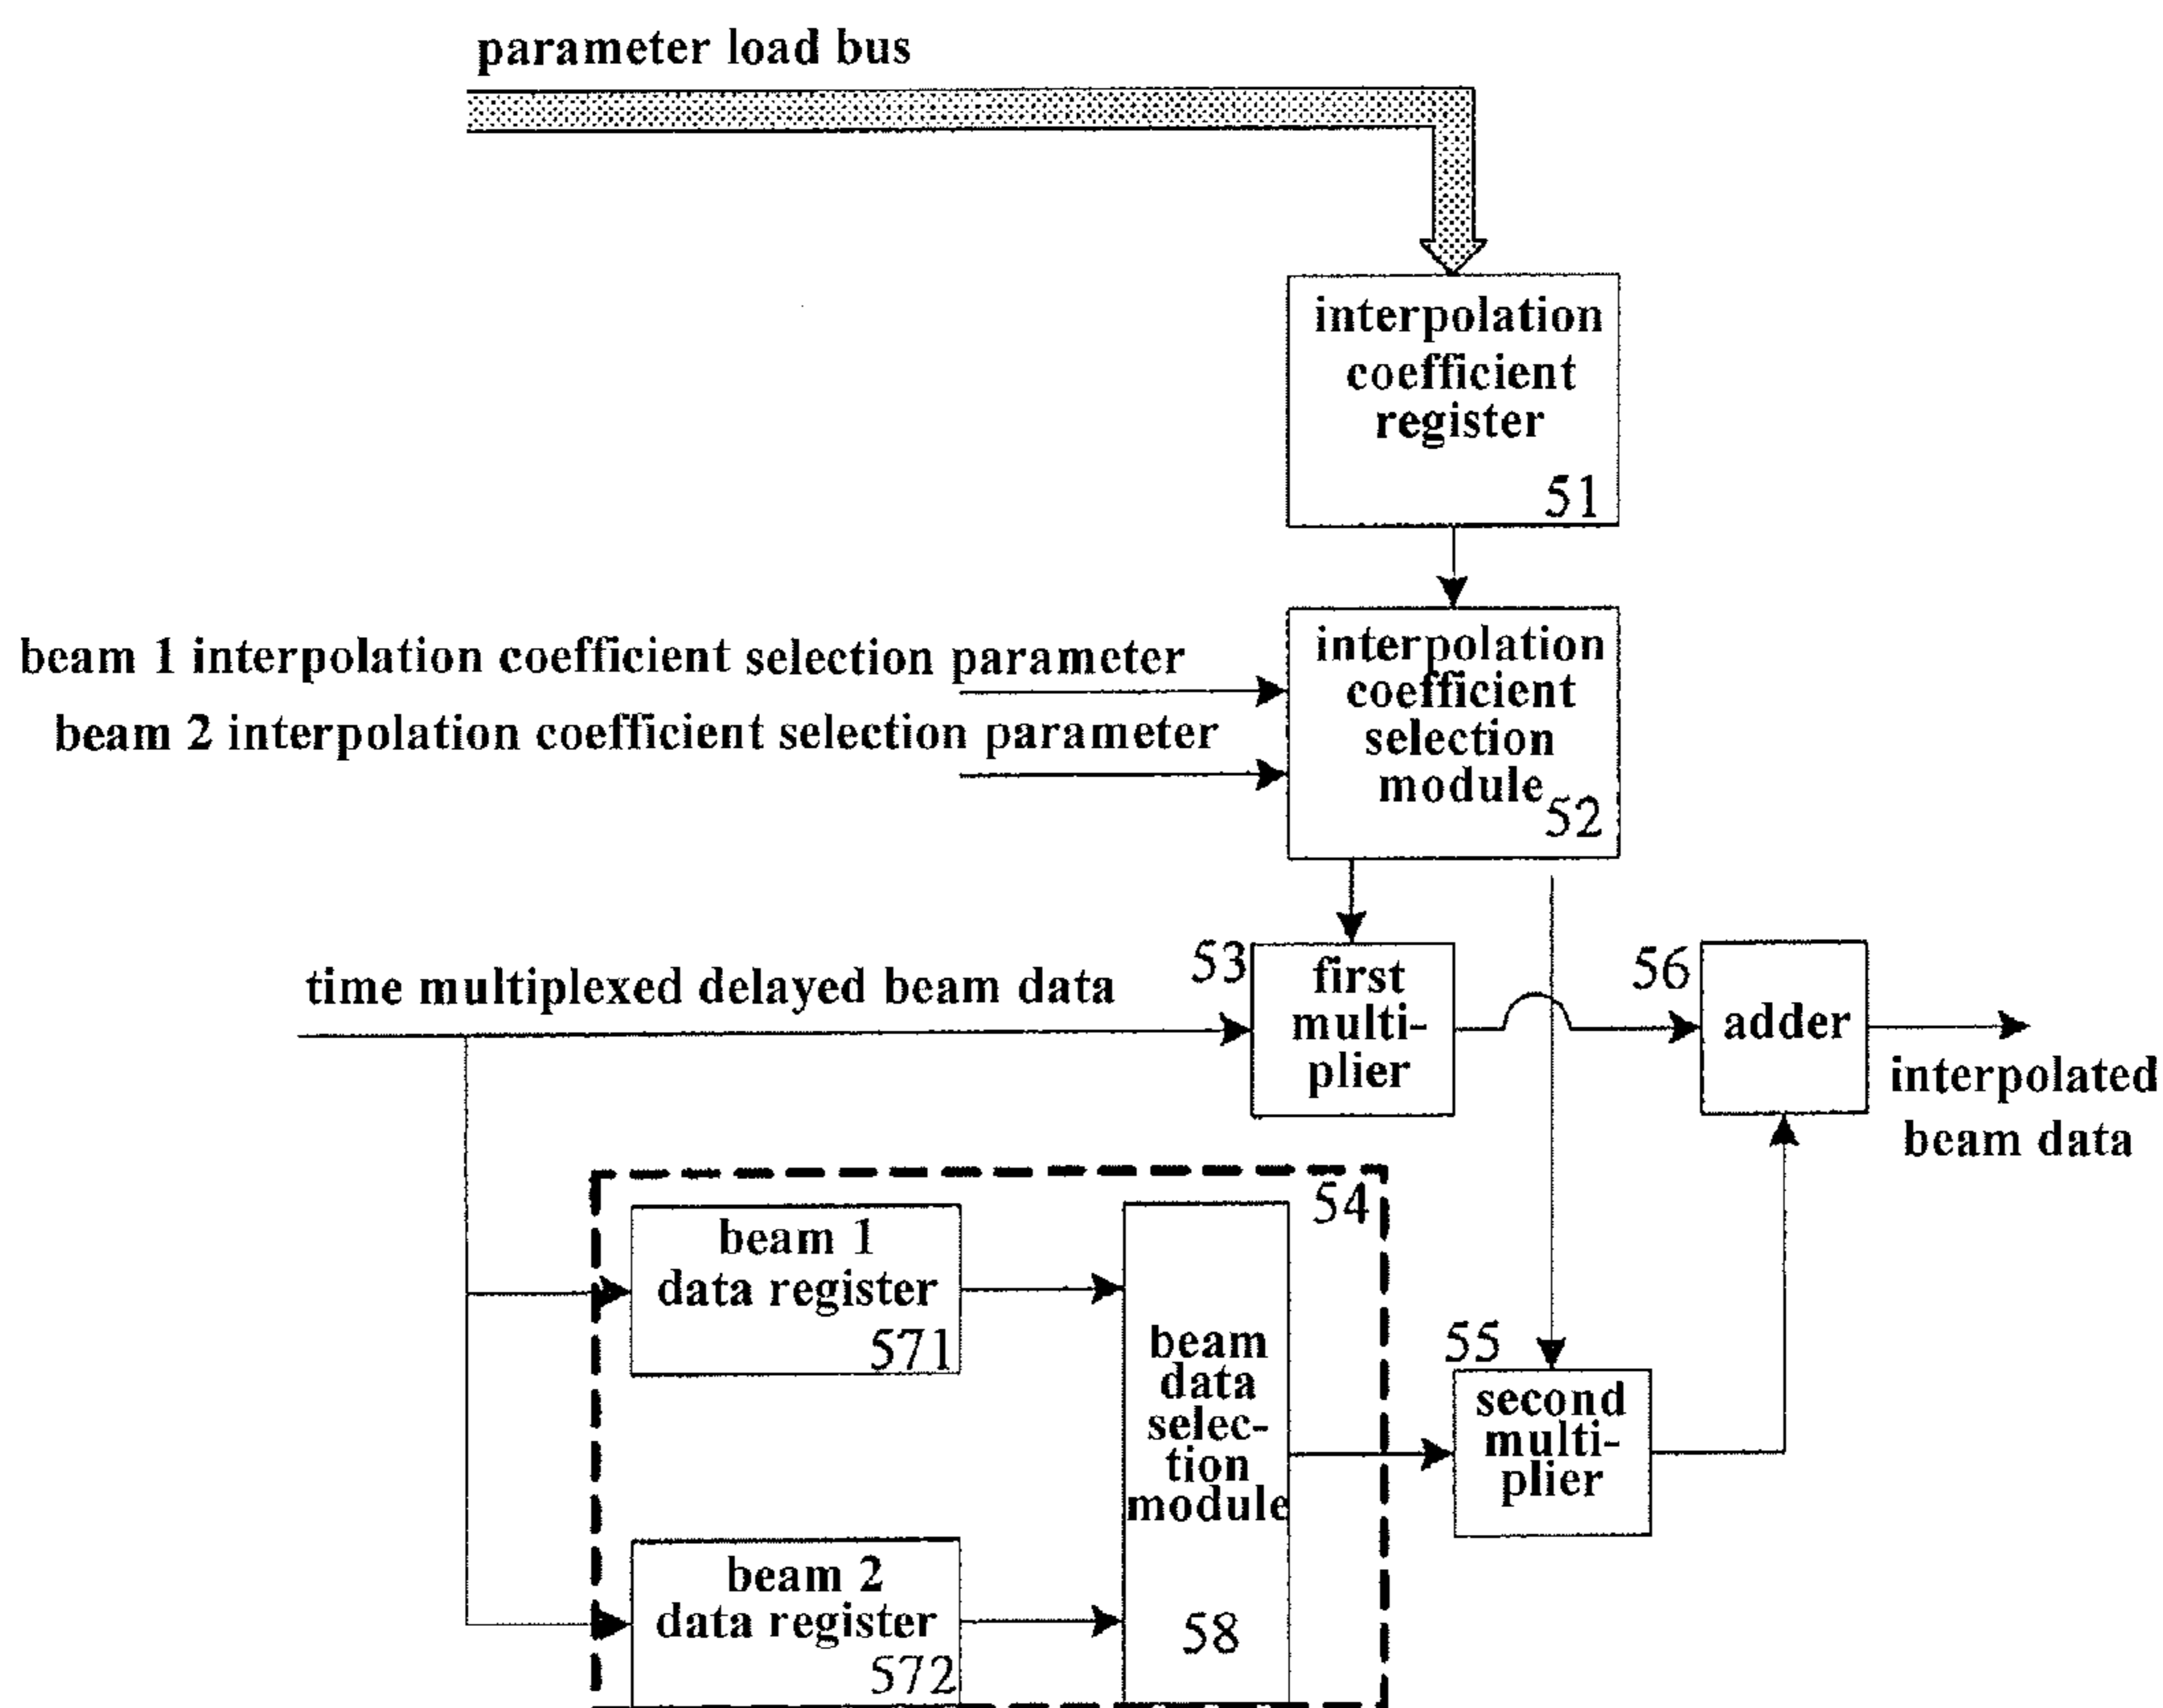 parameter load bus
interpolation
coefficient
register
51
beam 1 interpolation coefficient selection parameter
beam 2 interpolation coefficient selection parameter
interpolation
coefficient
selection
module
52
time multiplexed delayed beam data
53
first
multi-
plier
56
adder
interpolated
beam data
54
beam 1
data register
571
beam
data
selec-
tion
module
58
55
second
multi-
plier
beam 2
data register
572